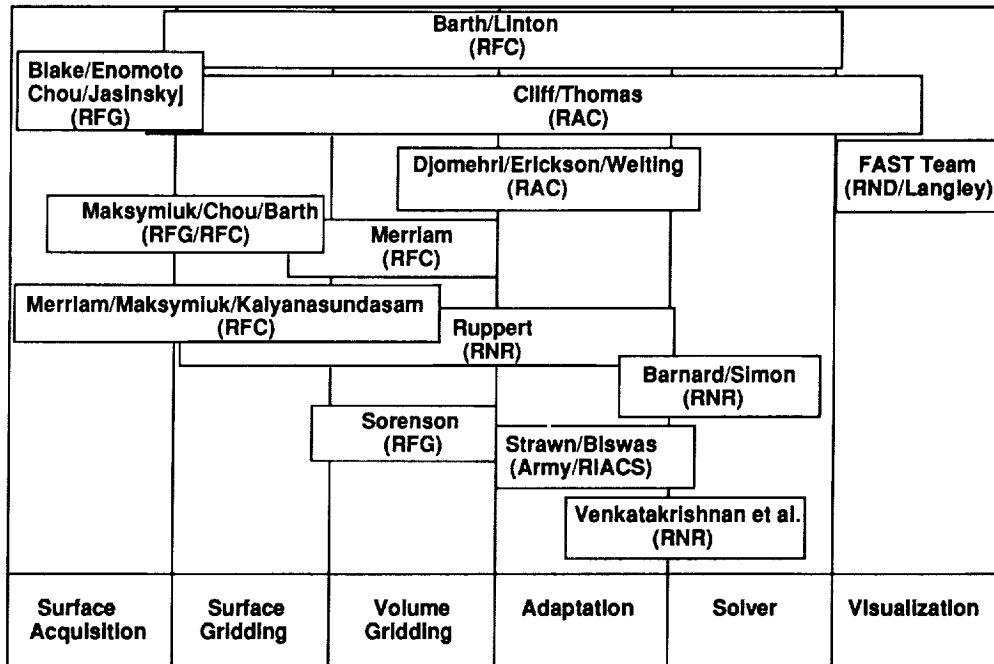 Barth/Linton
(RFC)
Blake/Enomoto
Chou/Jasinskyj
(RFG)
Cliff/Thomas
(RAC)
Djomehri/Erickson/Weiting
(RAC)
FAST Team
(RND/Langley)
Maksymiuk/Chou/Barth
(RFG/RFC)
Merriam
(RFC)
Merriam/Maksymiuk/Kalyanasundasam
(RFC)
Ruppert
(RNR)
Barnard/Simon
(RNR)
Sorenson
(RFG)
Strawn/Biswas
(Army/RIACS)
Venkatakrishnan et al.
(RNR)
Surface
Acquisition
Surface
Gridding
Volume
Gridding
Adaptation
Solver
Visualization